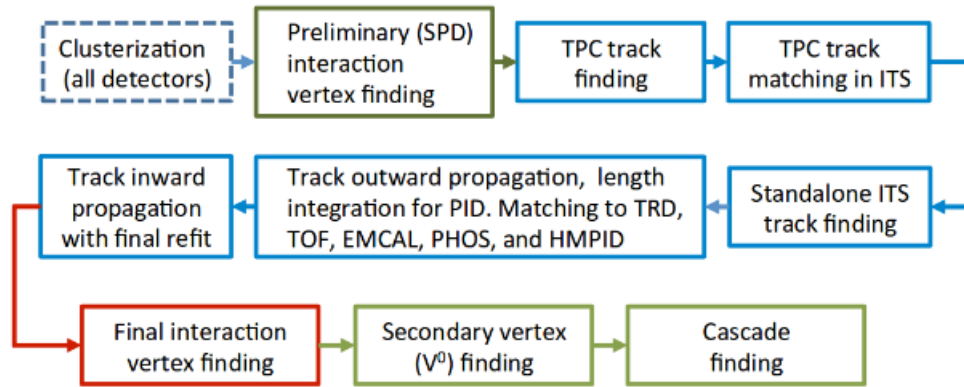 Clusterization
(all detectors)
Preliminary (SPD)
interaction
vertex finding
TPC track
finding
TPC track
matching in ITS
Track inward
propagation
with final refit
Track outward propagation, length
integration for PID. Matching to TRD,
TOF, EMCAL, PHOS, and HMPID
Standalone ITS
track finding
Final interaction
vertex finding
Secondary vertex
(V⁰) finding
Cascade
finding